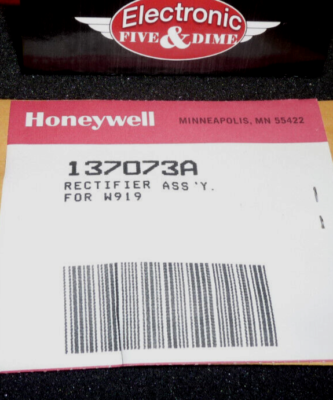 Electronic
FIVE & DIME
Honeywell
MINNEAPOLIS, MN 55422
137073A
RECTIFIER ASS'Y.
FOR W919